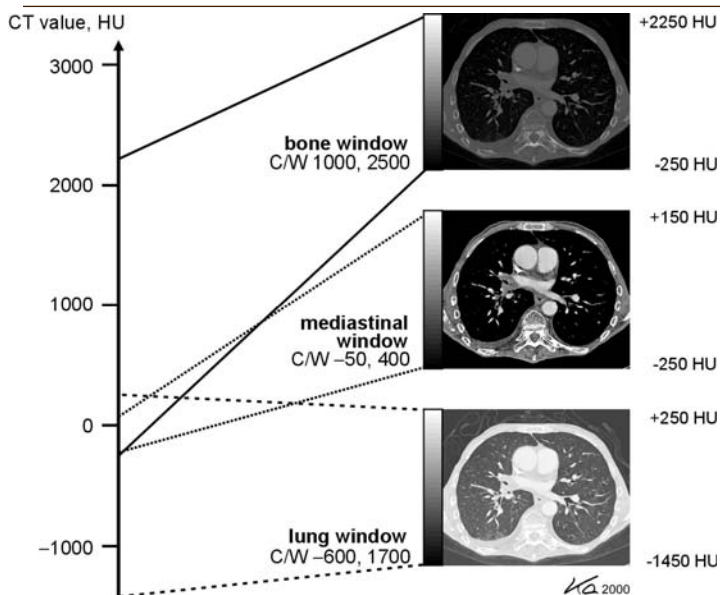 CT value, HU
3000
2000
1000
0
–1000
bone window
C/W 1000, 2500
+2250 HU
-250 HU
mediastinal
window
C/W –50, 400
+150 HU
-250 HU
lung window
C/W –600, 1700
+250 HU
-1450 HU
Ka 2000